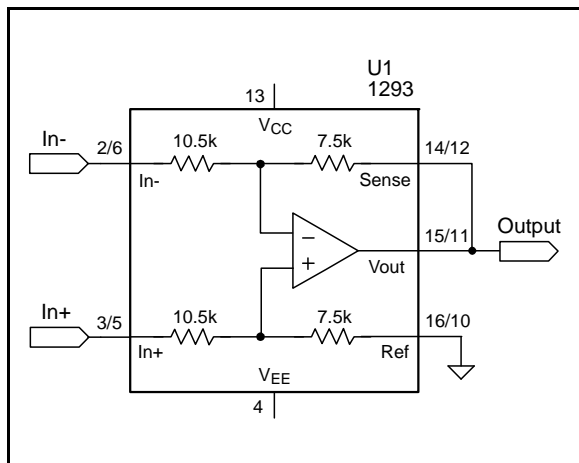 U1
1293
13
VCC
In-
2/6
10.5k
7.5k
14/12
In-
Sense
−
+
15/11
Output
Vout
In+
3/5
10.5k
7.5k
16/10
In+
Ref
VEE
4